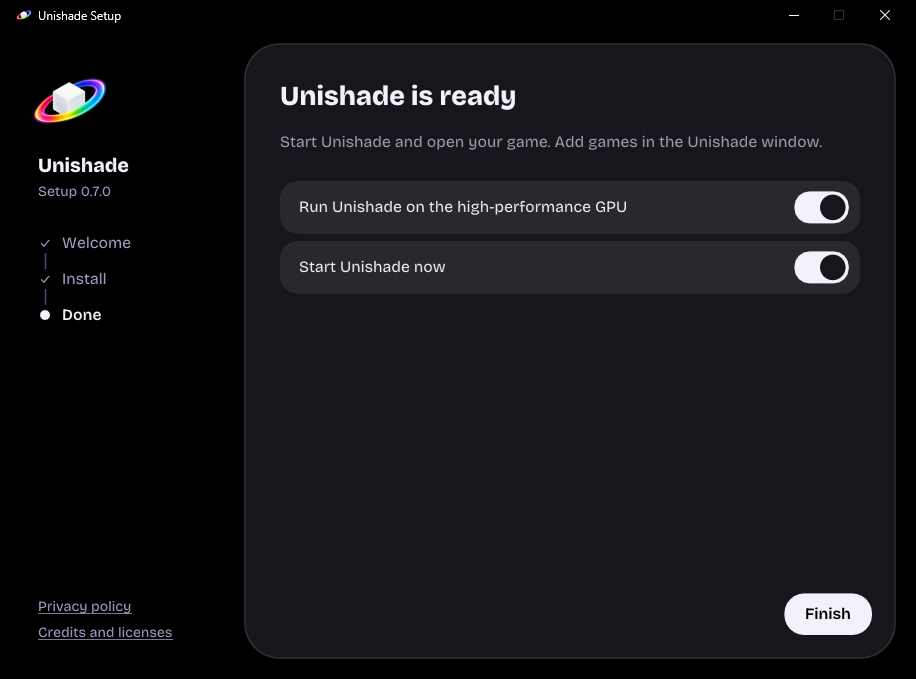 Unishade Setup
Unishade
Setup 0.7.0
Welcome
Install
Done
Privacy policy
Credits and licenses
Unishade is ready
Start Unishade and open your game. Add games in the Unishade window.
Run Unishade on the high-performance GPU
Start Unishade now
Finish